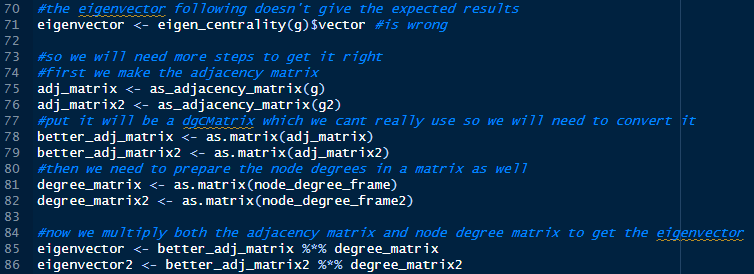 70 #the eigenvector following doesn't give the expected results
71 eigenvector <- eigen_centrality(g)$vector #is wrong
72
73 #so we will need more steps to get it right
74 #first we make the adjacency matrix
75 adj_matrix <- as_adjacency_matrix(g)
76 adj_matrix2 <- as_adjacency_matrix(g2)
77 #put it will be a dgCMatrix which we cant really use so we will need to convert it
78 better_adj_matrix <- as.matrix(adj_matrix)
79 better_adj_matrix2 <- as.matrix(adj_matrix2)
80 #then we need to prepare the node degrees in a matrix as well
81 degree_matrix <- as.matrix(node_degree_frame)
82 degree_matrix2 <- as.matrix(node_degree_frame2)
83
84 #now we multiply both the adjacency matrix and node degree matrix to get the eigenvector
85 eigenvector <- better_adj_matrix %*% degree_matrix
86 eigenvector2 <- better_adj_matrix2 %*% degree_matrix2